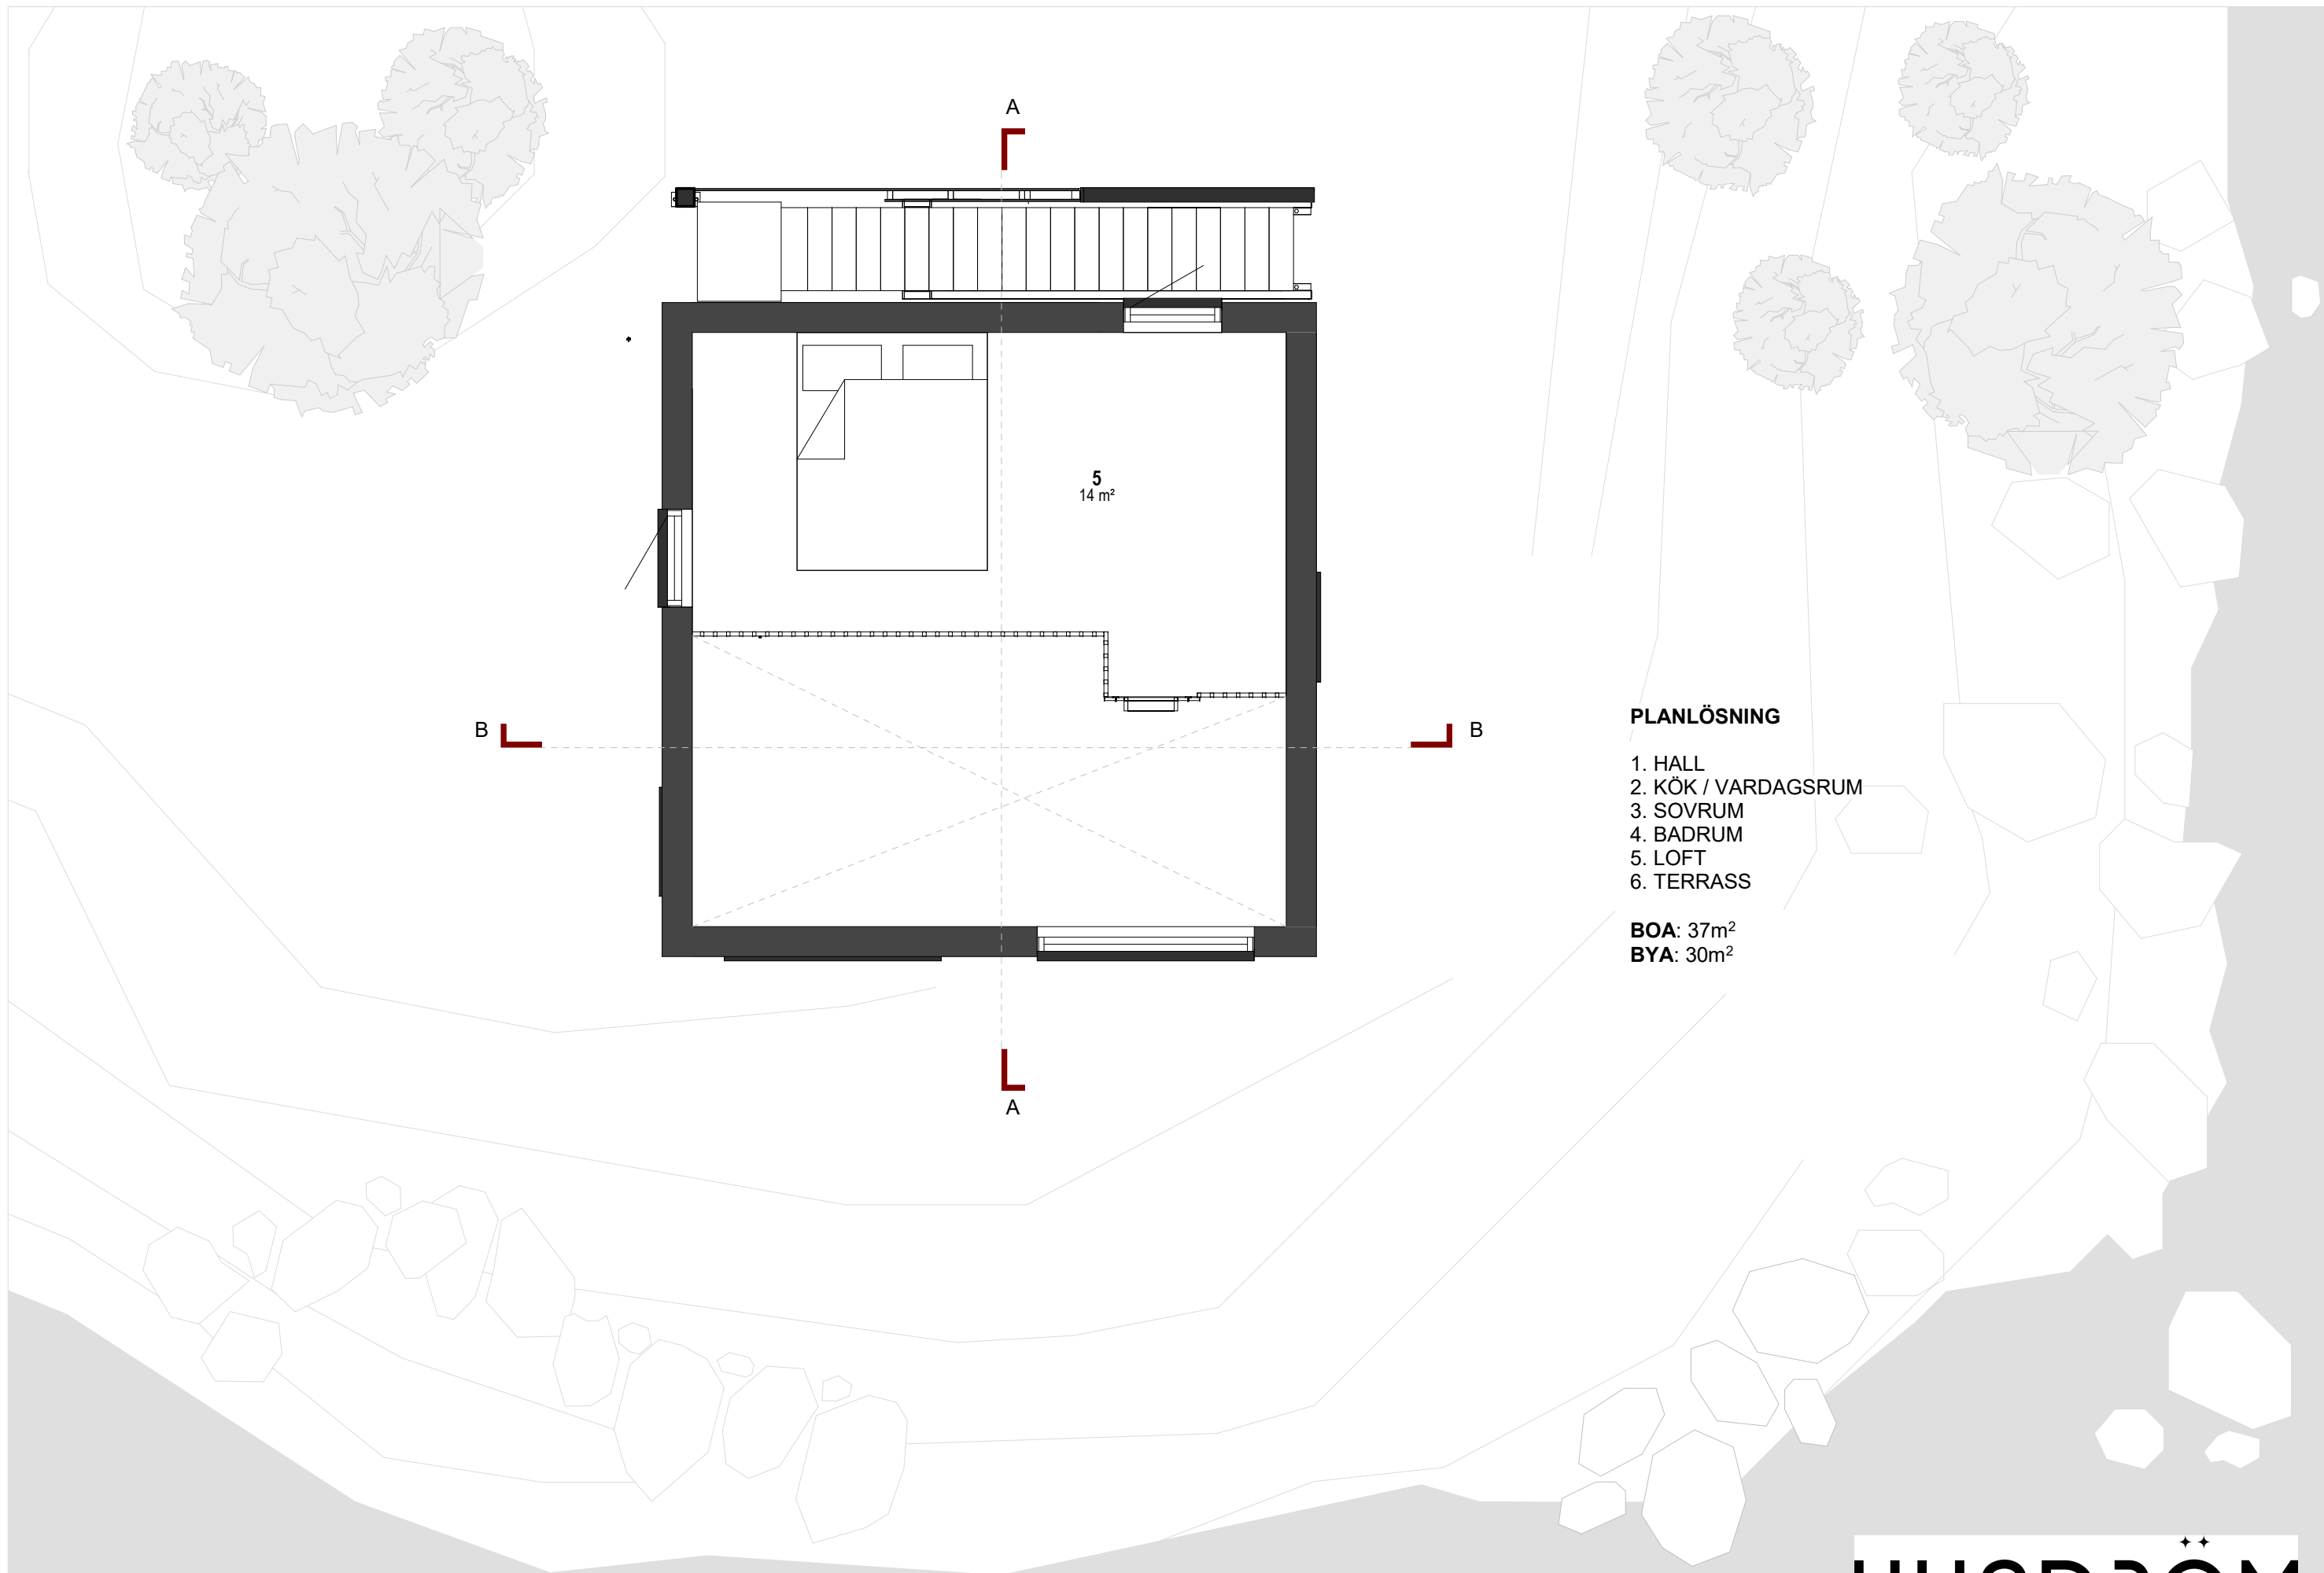 A
5
14 m²
B
B
A
PLANLÖSNING
1. HALL
2. KÖK / VARDAGSRUM
3. SOVRUM
4. BADRUM
5. LOFT
6. TERRASS
BOA: 37m²
BYA: 30m²